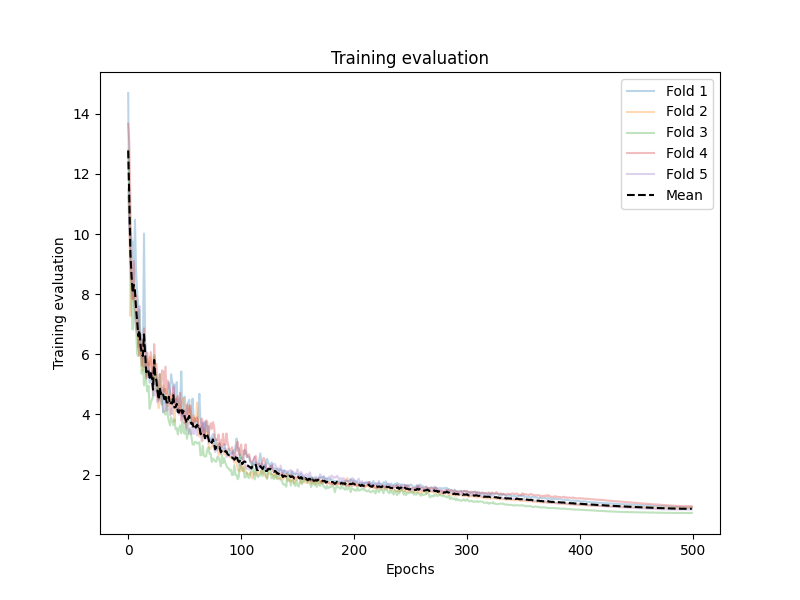 Training evaluation
Training evaluation
14
12
10
8
6
4
2
0
100
200
300
400
500
Epochs
Fold 1
Fold 2
Fold 3
Fold 4
Fold 5
Mean